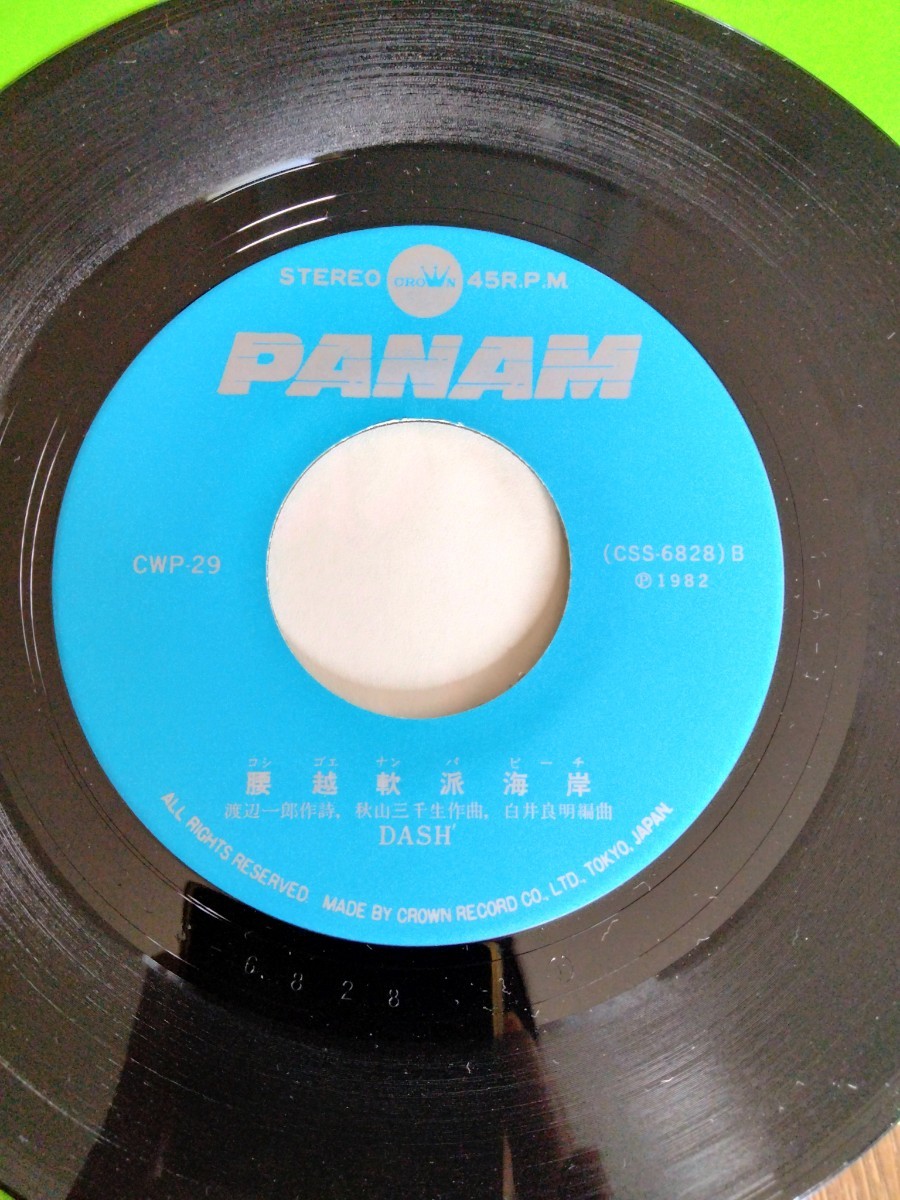 STEREO CROWN 45R.P.M
PANAM
CWP-29
(CSS-6828) B
Ⓟ1982
コシ ゴエ ナン パ ビーチ
腰越軟派海岸
渡辺一郎作詩, 秋山三千生作曲, 白井良明編曲
DASH'
ALL RIGHTS RESERVED. MADE BY CROWN RECORD CO., LTD., TOKYO, JAPAN.
6828